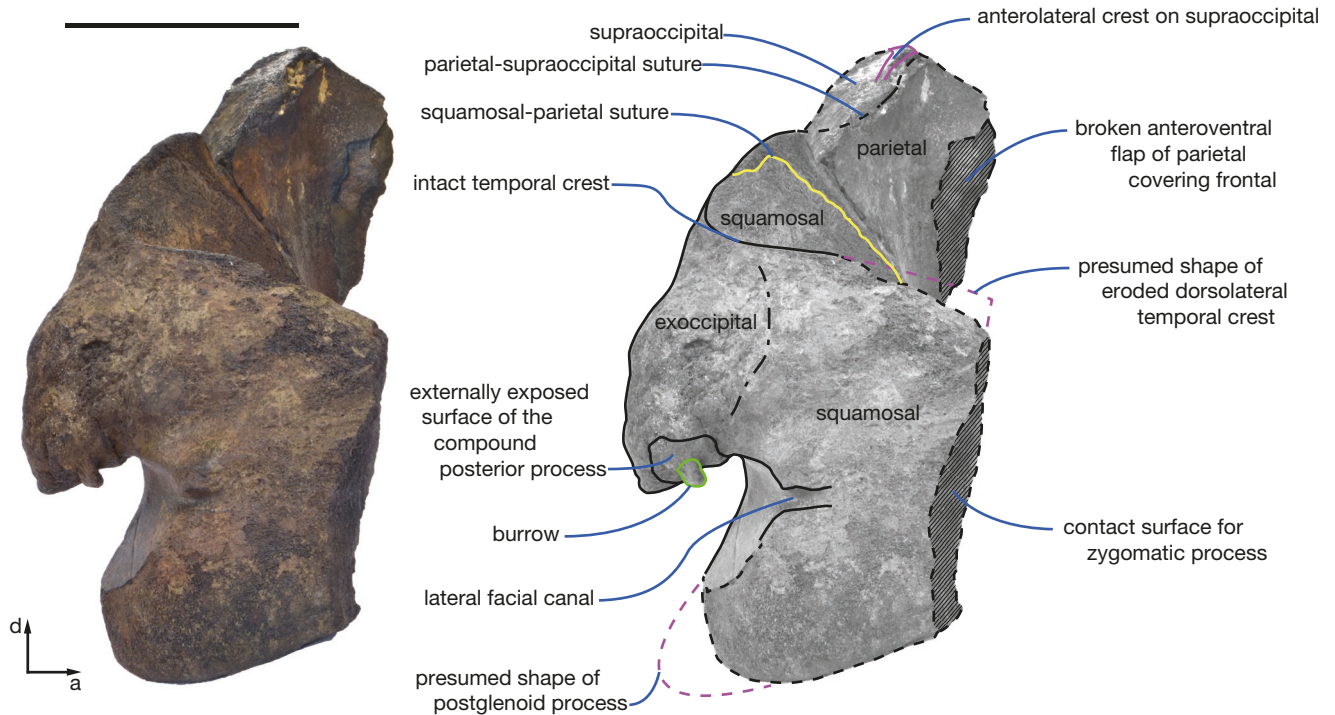 anterolateral crest on supraoccipital
supraoccipital
parietal-supraoccipital suture
squamosal-parietal suture
broken anteroventral
flap of parietal
covering frontal
parietal
intact temporal crest
squamosal
presumed shape of
eroded dorsolateral
temporal crest
exoccipital
externally exposed
surface of the
compound
posterior process
squamosal
burrow
contact surface for
zygomatic process
lateral facial canal
d
a
presumed shape of
postglenoid process